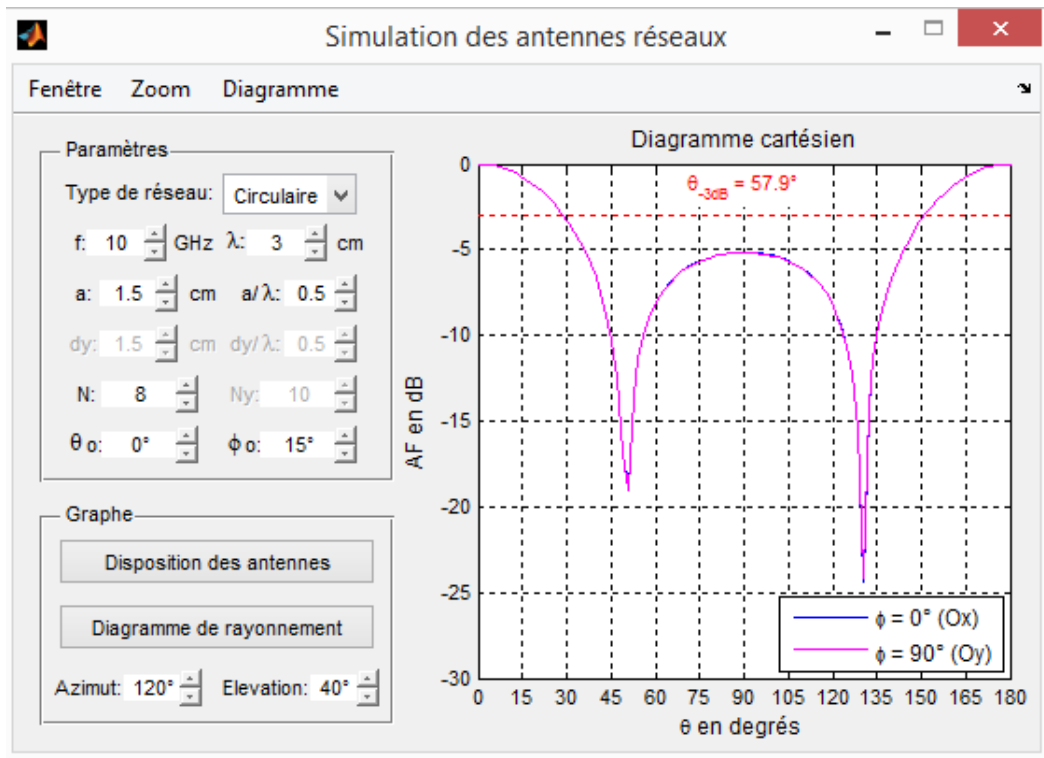 Simulation des antennes réseaux
Fenêtre Zoom Diagramme
Paramètres
Type de réseau: Circulaire
f: 10 GHz λ: 3 cm
a: 1.5 cm a/λ: 0.5
dy: 1.5 cm dy/λ: 0.5
N: 8 Ny: 10
θo: 0° ϕo: 15°
Graphe
Disposition des antennes
Diagramme de rayonnement
Azimut: 120° Elevation: 40°
Diagramme cartésien
θ-3dB = 57.9°
AF en dB
0
-5
-10
-15
-20
-25
-30
0 15 30 45 60 75 90 105 120 135 150 165 180
θ en degrés
ϕ = 0° (Ox)
ϕ = 90° (Oy)